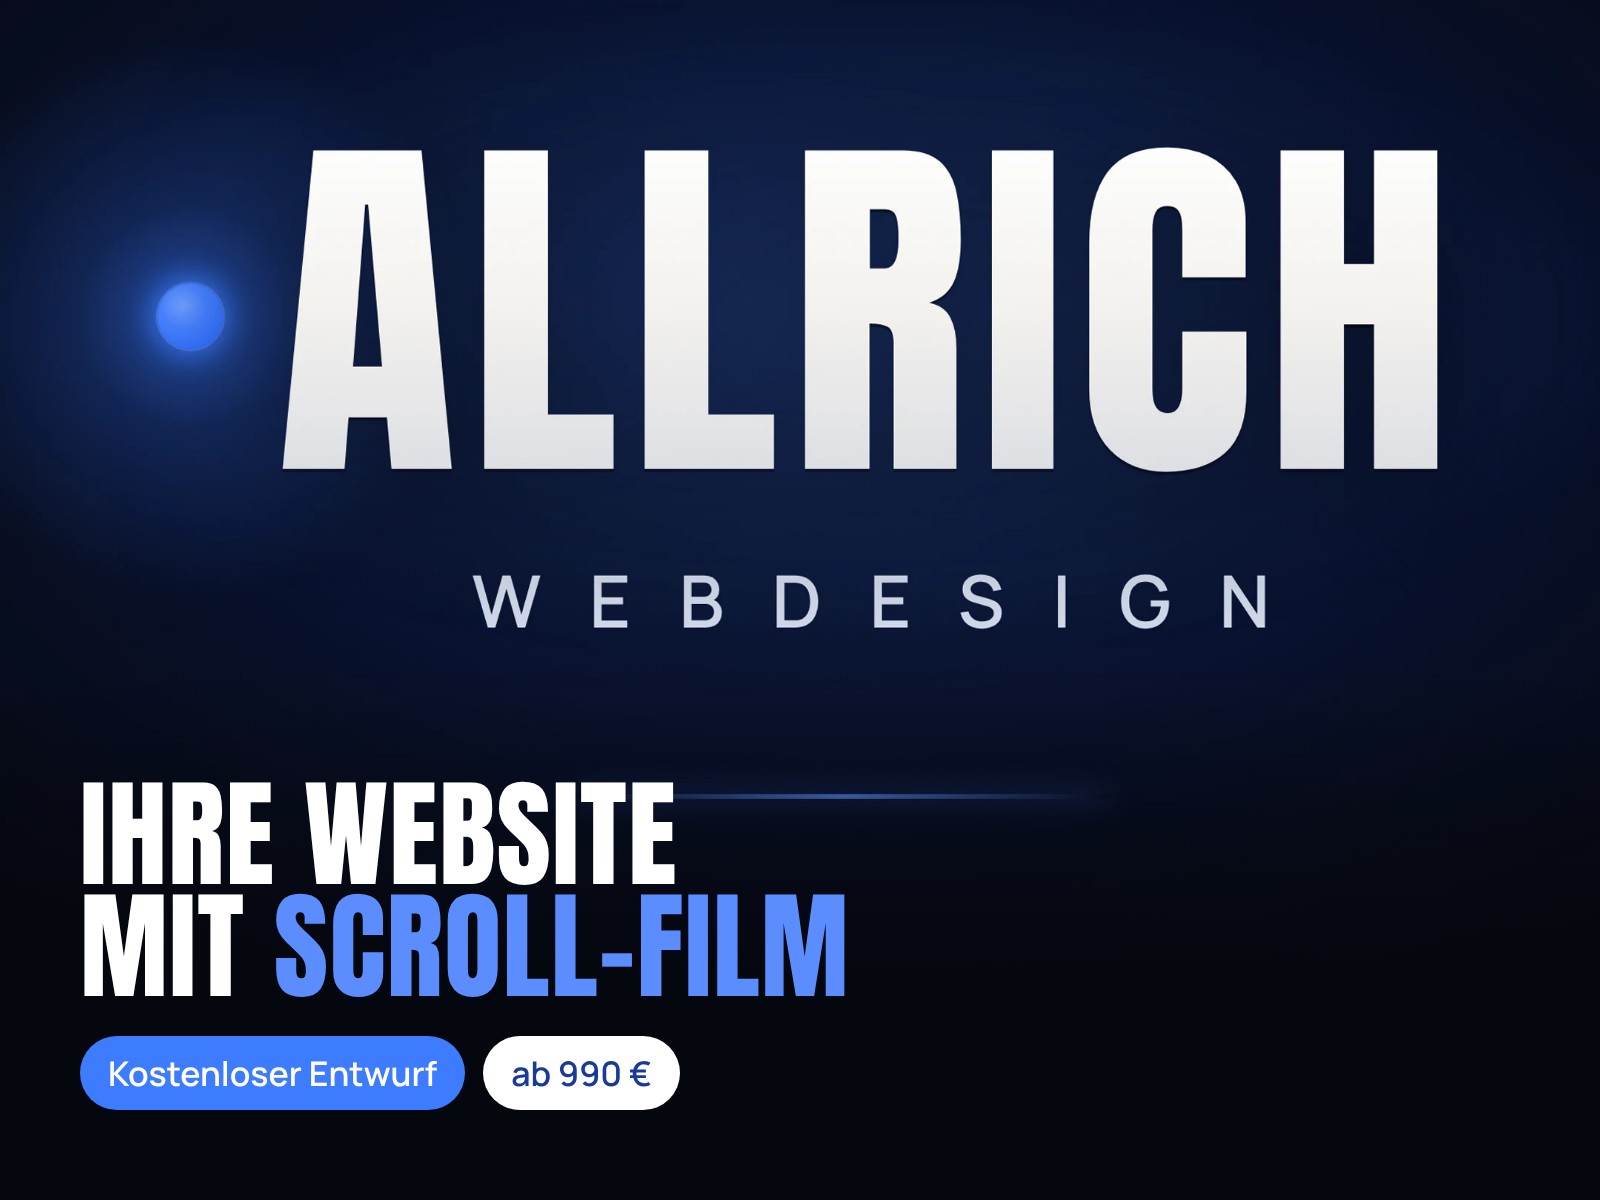 ALLRICH
WEBDESIGN
IHRE WEBSITE
MIT SCROLL-FILM
Kostenloser Entwurf
ab 990 €